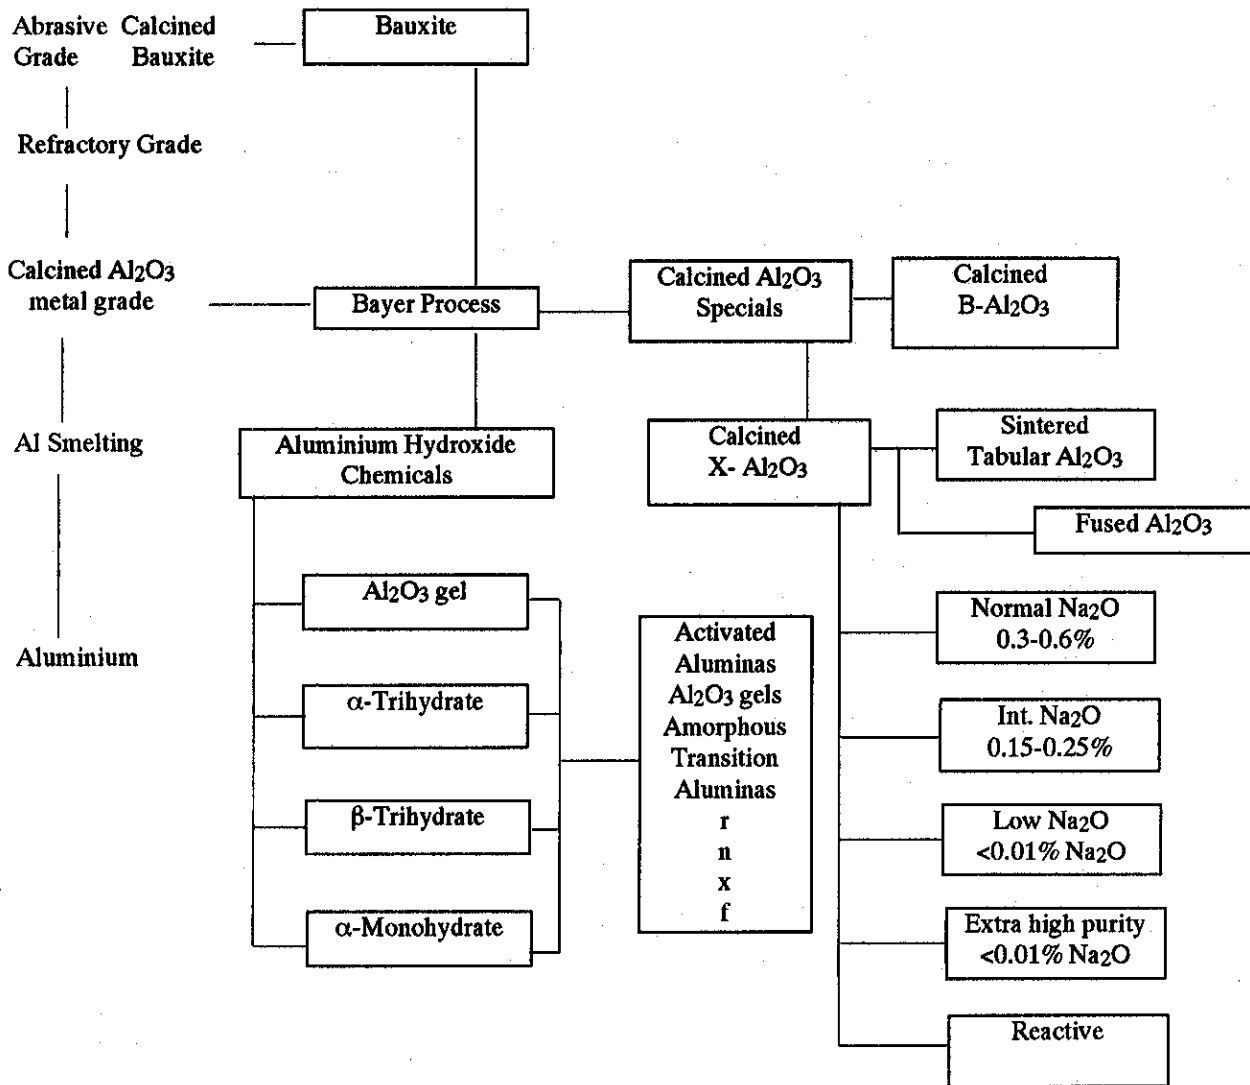 Abrasive Calcined
Grade Bauxite
Bauxite
Refractory Grade
Calcined Al₂O₃
metal grade
Bayer Process
Calcined Al₂O₃
Specials
Calcined
B-Al₂O₃
Al Smelting
Aluminium Hydroxide
Chemicals
Calcined
X- Al₂O₃
Sintered
Tabular Al₂O₃
Fused Al₂O₃
Aluminium
Al₂O₃ gel
α-Trihydrate
β-Trihydrate
α-Monohydrate
Activated
Aluminas
Al₂O₃ gels
Amorphous
Transition
Aluminas
r
n
x
f
Normal Na₂O
0.3-0.6%
Int. Na₂O
0.15-0.25%
Low Na₂O
<0.01% Na₂O
Extra high purity
<0.01% Na₂O
Reactive